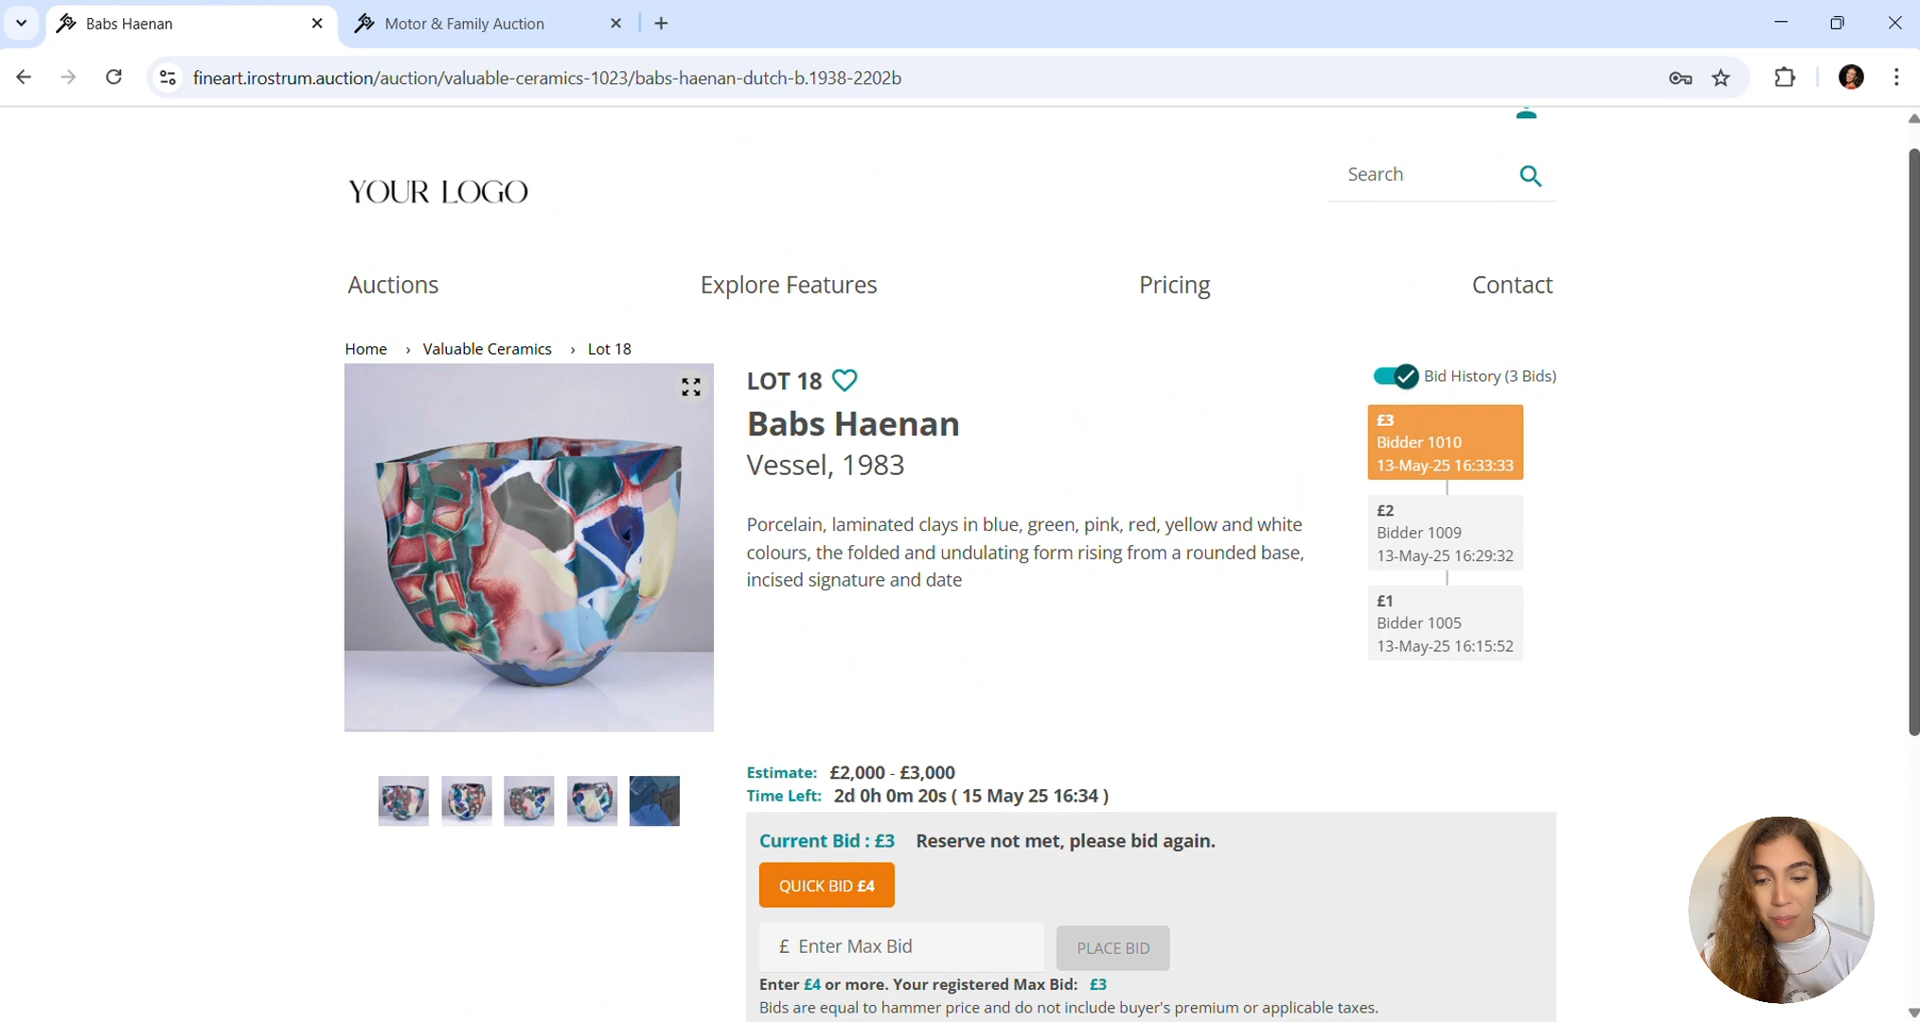 Babs Haenan
Motor & Family Auction
fineart.irostrum.auction/auction/valuable-ceramics-1023/babs-haenan-dutch-b.1938-2202b
Search
YOUR LOGO
Auctions
Explore Features
Pricing
Contact
Home › Valuable Ceramics › Lot 18
LOT 18
Babs Haenan
Vessel, 1983
Porcelain, laminated clays in blue, green, pink, red, yellow and white
colours, the folded and undulating form rising from a rounded base,
incised signature and date
Bid History (3 Bids)
£3
Bidder 1010
13-May-25 16:33:33
£2
Bidder 1009
13-May-25 16:29:32
£1
Bidder 1005
13-May-25 16:15:52
Estimate: £2,000 - £3,000
Time Left: 2d 0h 0m 20s ( 15 May 25 16:34 )
Current Bid : £3 Reserve not met, please bid again.
QUICK BID £4
£ Enter Max Bid
PLACE BID
Enter £4 or more. Your registered Max Bid: £3
Bids are equal to hammer price and do not include buyer's premium or applicable taxes.